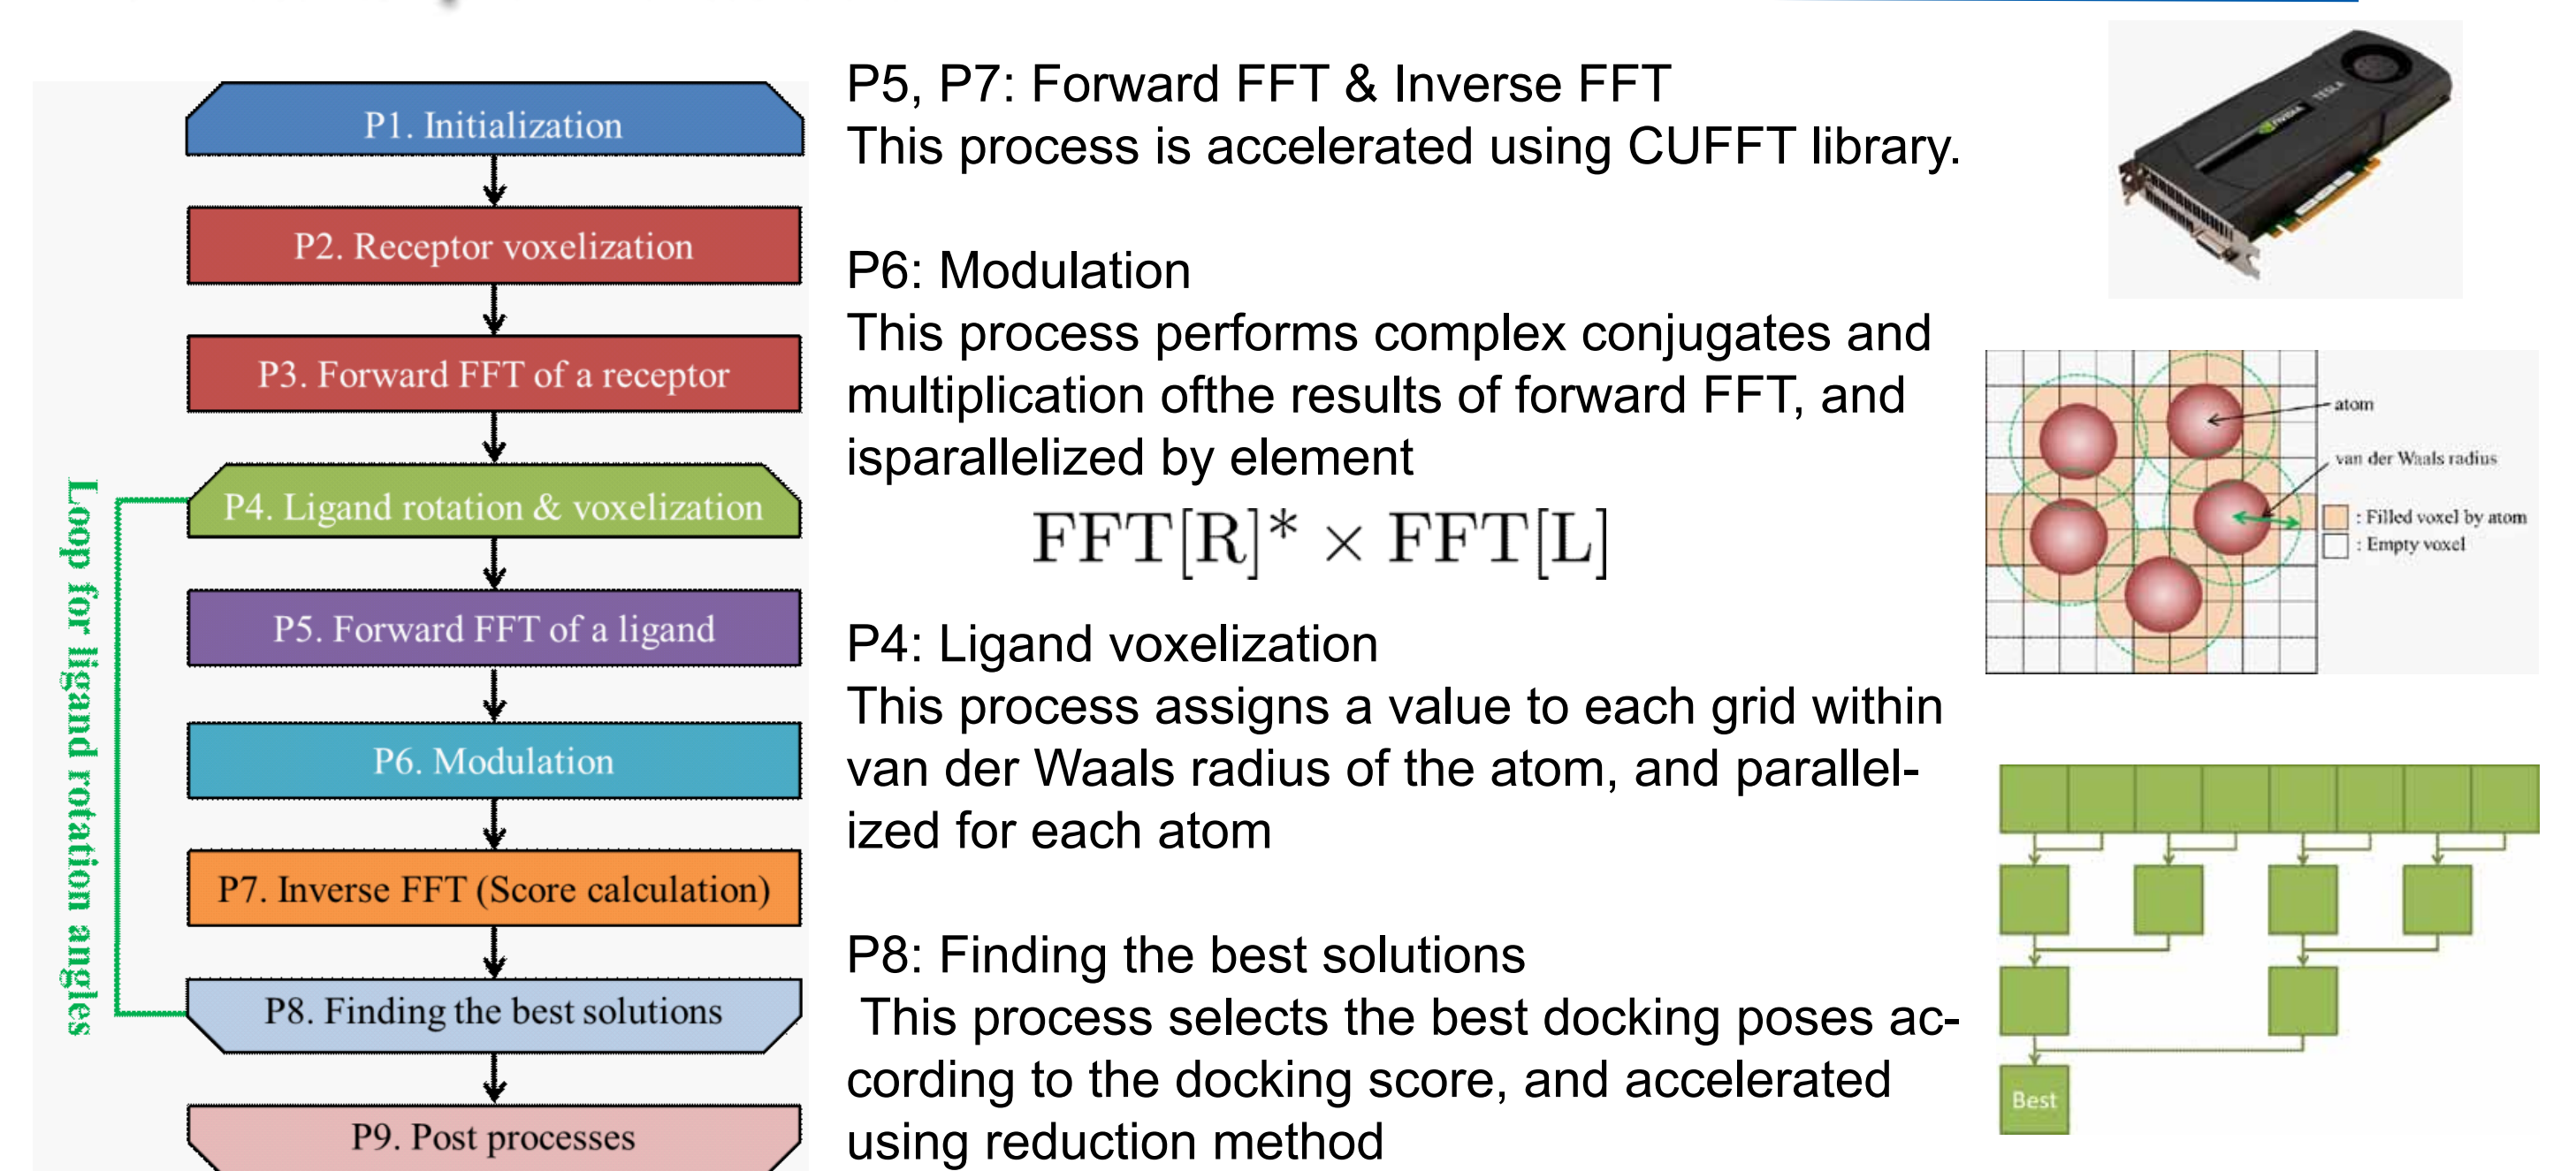 P1. Initialization
P2. Receptor voxelization
P3. Forward FFT of a receptor
P4. Ligand rotation & voxelization
P5. Forward FFT of a ligand
P6. Modulation
P7. Inverse FFT (Score calculation)
P8. Finding the best solutions
P9. Post processes
Loop for ligand rotation angles
P5, P7: Forward FFT & Inverse FFT
This process is accelerated using CUFFT library.
P6: Modulation
This process performs complex conjugates and
multiplication ofthe results of forward FFT, and
isparallelized by element
FFT[R]* × FFT[L]
P4: Ligand voxelization
This process assigns a value to each grid within
van der Waals radius of the atom, and parallel-
ized for each atom
P8: Finding the best solutions
This process selects the best docking poses ac-
cording to the docking score, and accelerated
using reduction method
NVIDIA TESLA
atom
van der Waals radius
: Filled voxel by atom
: Empty voxel
Best